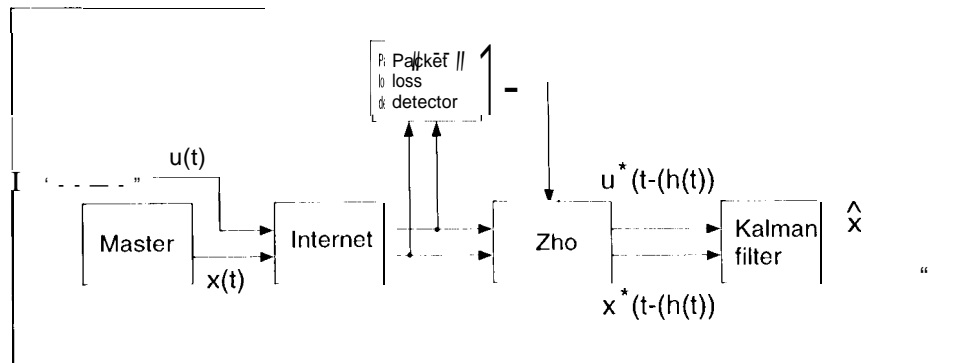 Packet
loss
detector
u(t)
u*(t-(h(t))
Master
Internet
Zho
Kalman
filter
x̂
x(t)
x*(t-(h(t))